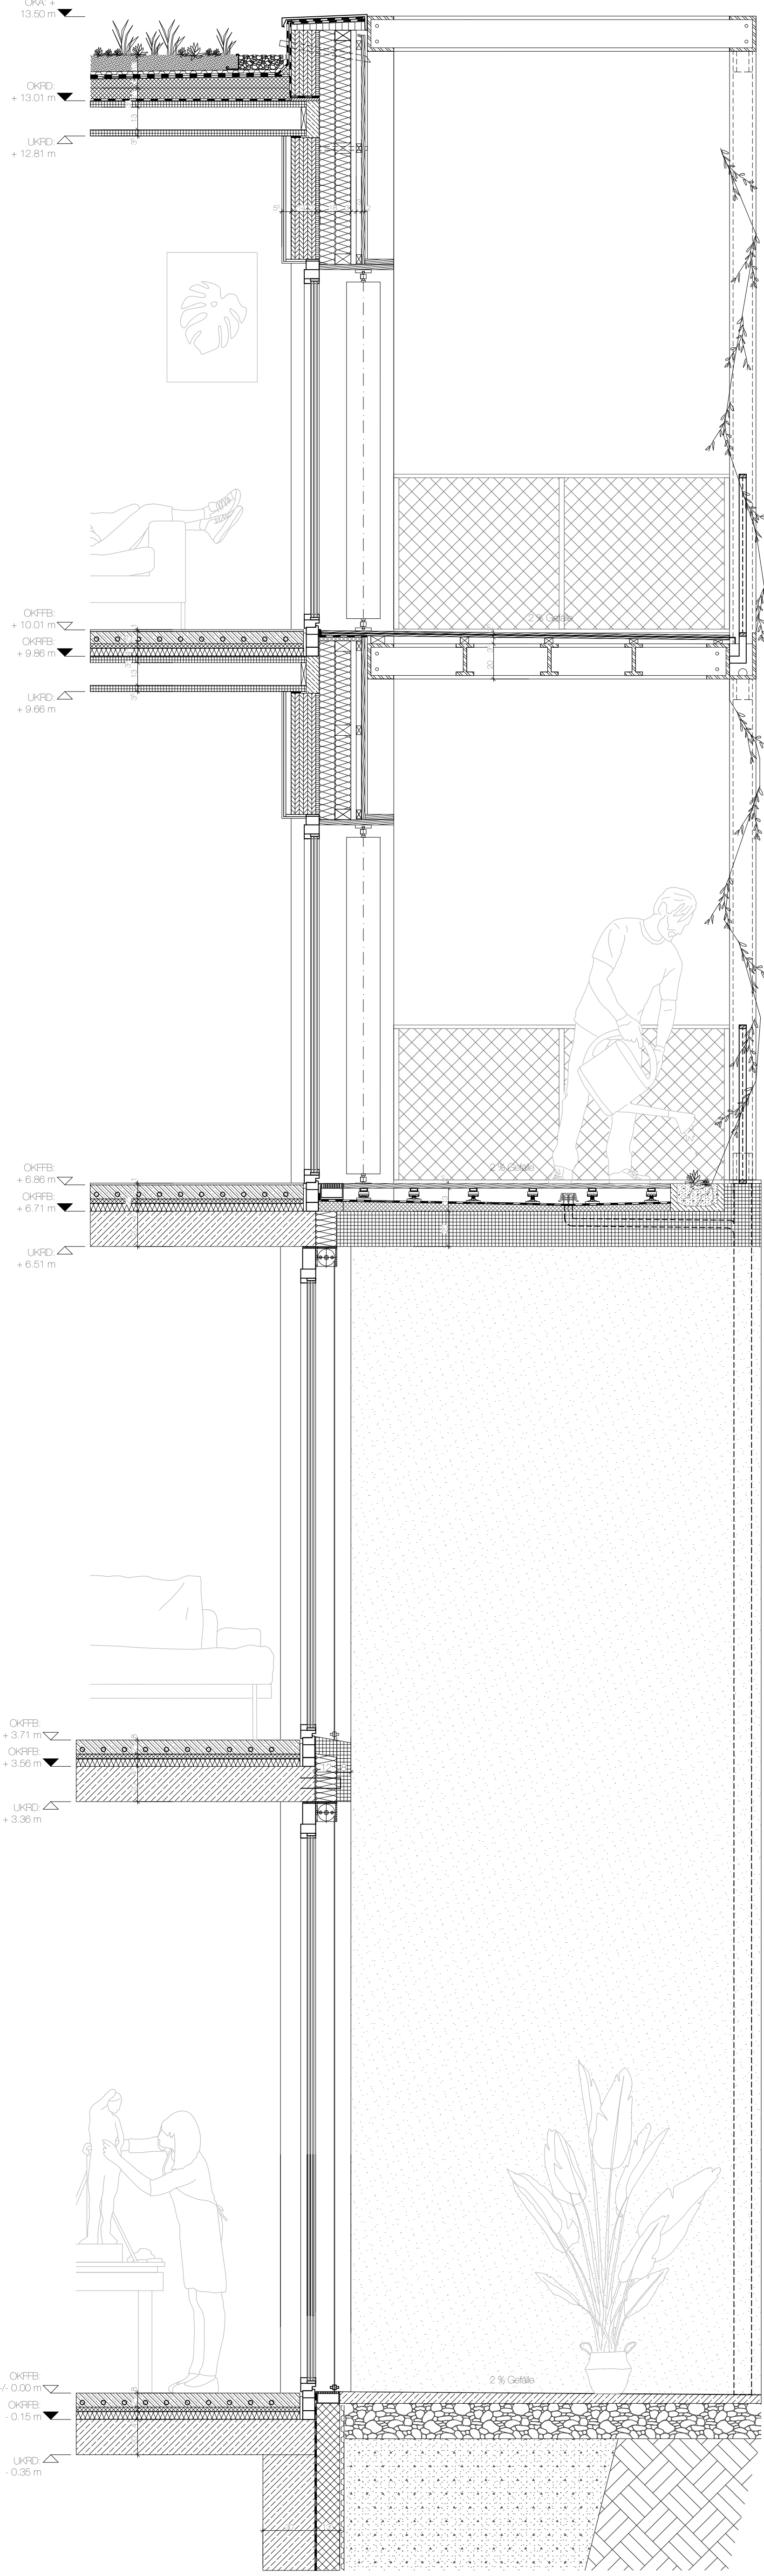 OKA: +
13.50 m
OKRD:
+ 13.01 m
UKRD:
+ 12.81 m
OKFFB:
+ 10.01 m
2 % Gefälle
OKRFB:
+ 9.86 m
UKRD:
+ 9.66 m
OKFFB:
+ 6.86 m
2 % Gefälle
OKRFB:
+ 6.71 m
UKRD:
+ 6.51 m
OKFFB:
+ 3.71 m
OKRFB:
+ 3.56 m
UKRD:
+ 3.36 m
OKFFB:
+/- 0.00 m
2 % Gefälle
OKRFB:
- 0.15 m
UKRD:
- 0.35 m